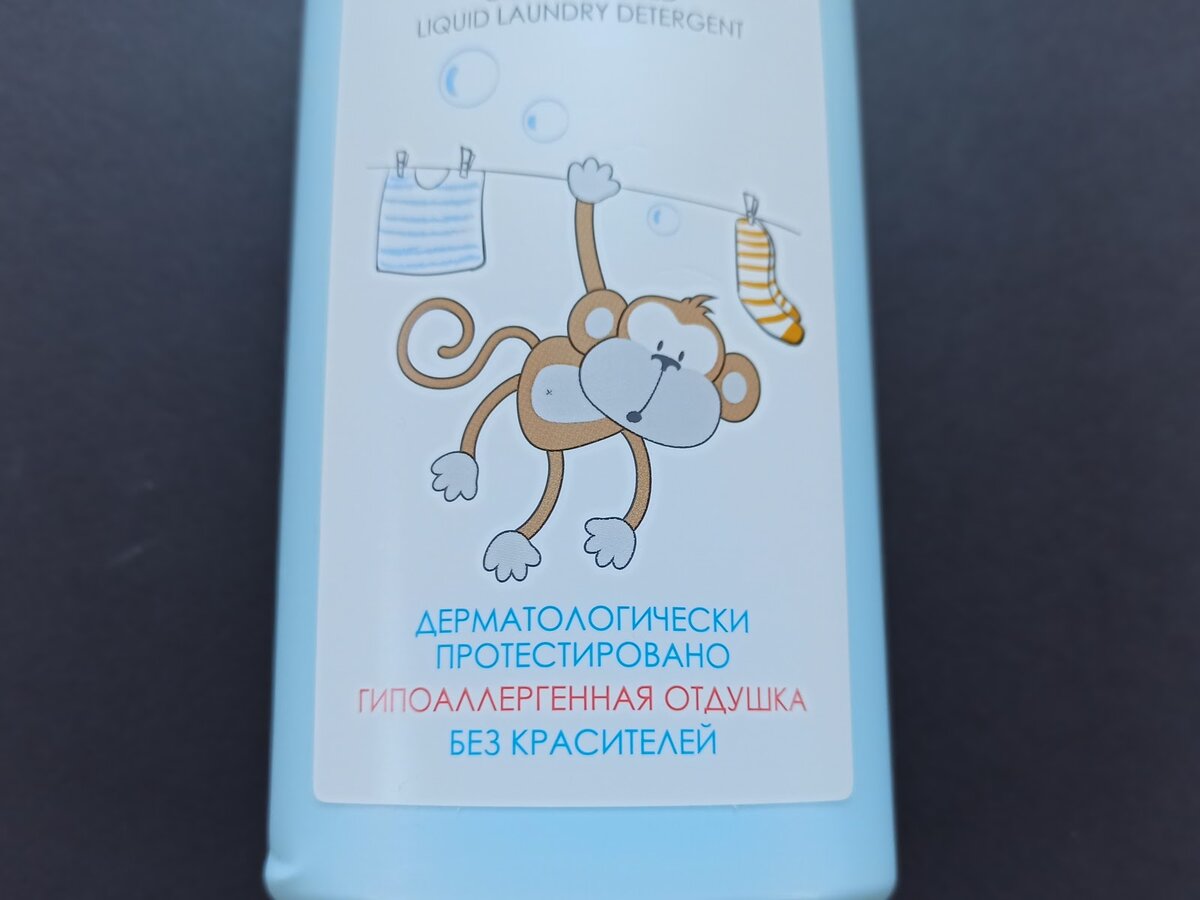 LIQUID LAUNDRY DETERGENT
ДЕРМАТОЛОГИЧЕСКИ
ПРОТЕСТИРОВАНО
ГИПОАЛЛЕРГЕННАЯ ОТДУШКА
БЕЗ КРАСИТЕЛЕЙ